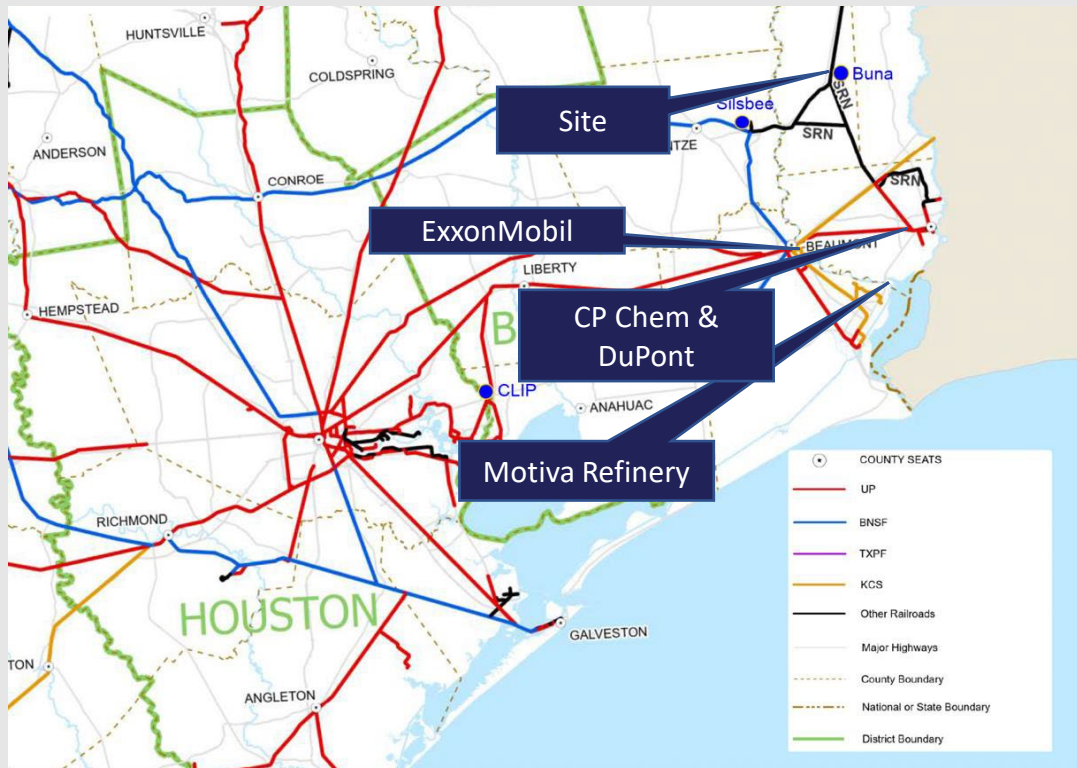 HUNTSVILLE
COLDSPRING
Buna
SRN
Site
Silsbee
TZE
SRN
ANDERSON
CONROE
SRN
ExxonMobil
BEAUMONT
LIBERTY
HEMPSTEAD
B
CP Chem &
DuPont
CLIP
ANAHUAC
Motiva Refinery
COUNTY SEATS
UP
RICHMOND
BNSF
TXPF
KCS
HOUSTON
Other Railroads
GALVESTON
Major Highways
TON
County Boundary
ANGLETON
National or State Boundary
District Boundary